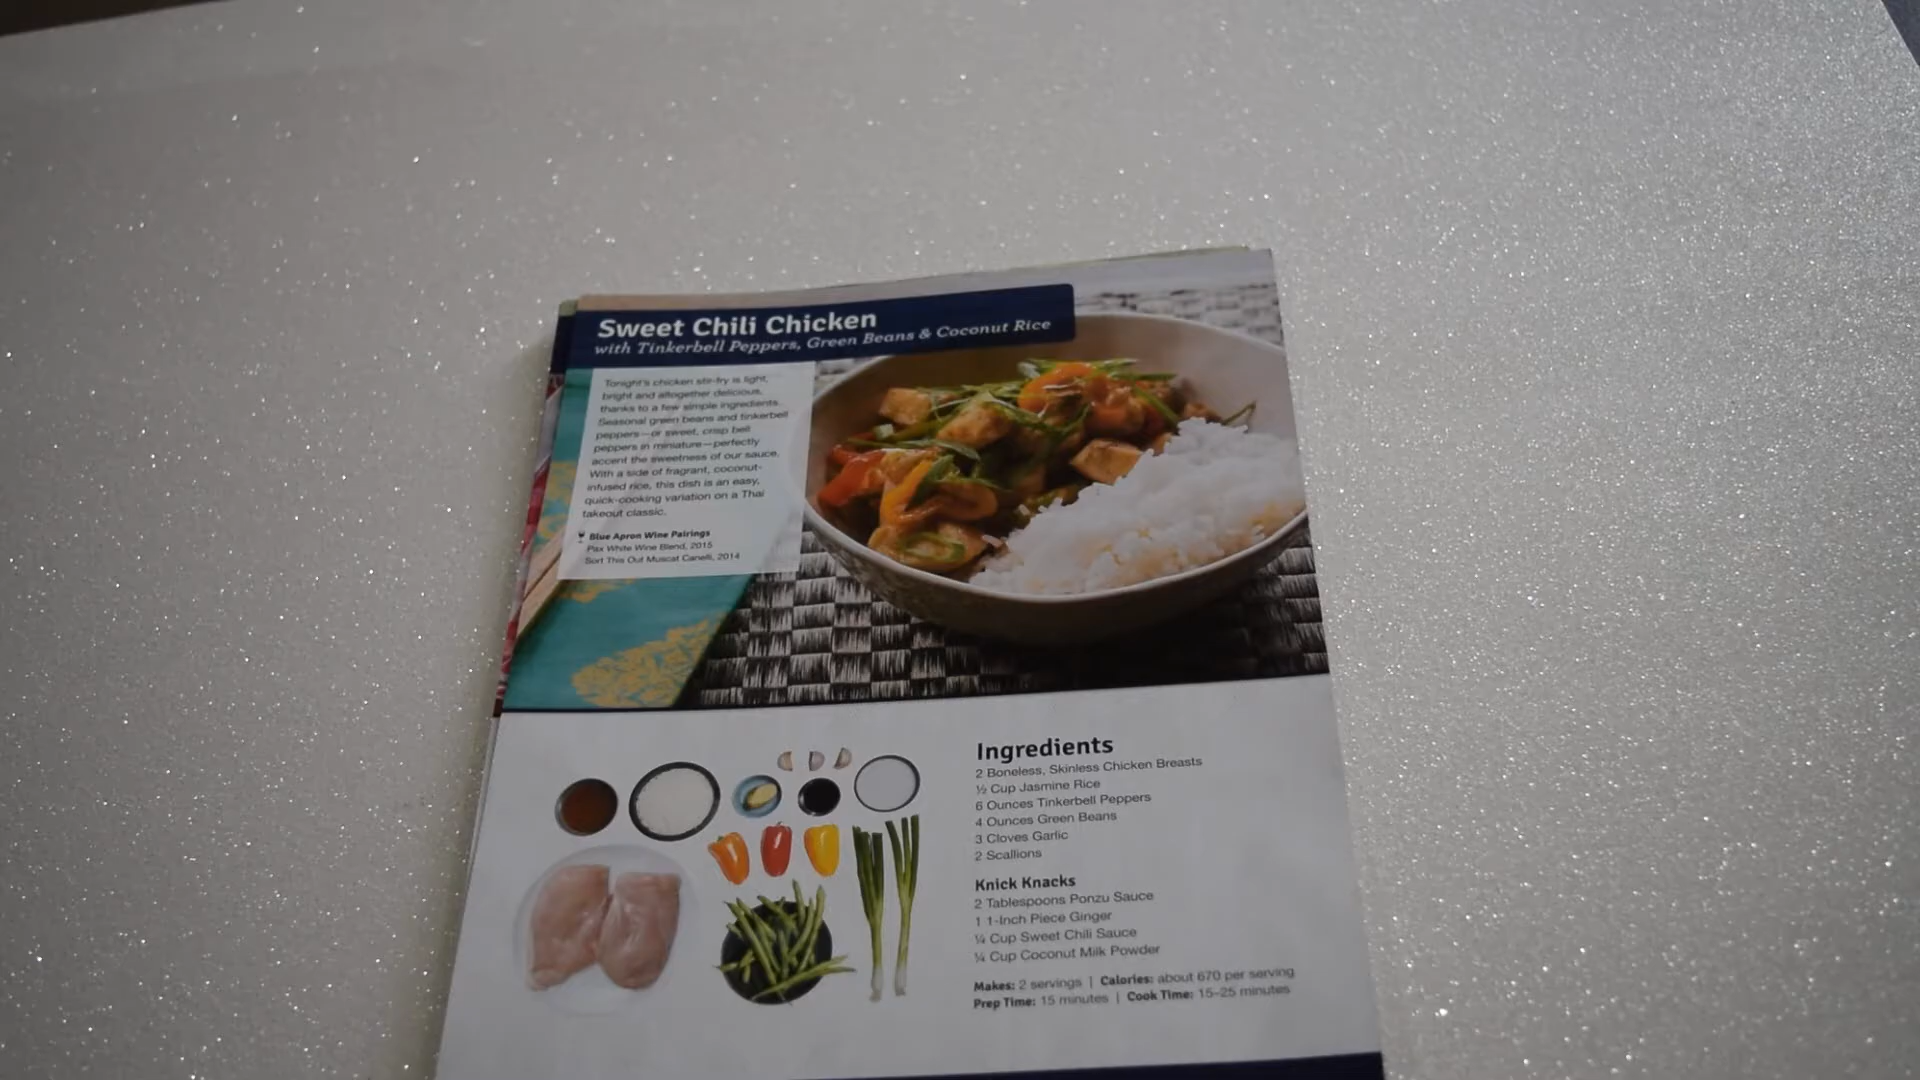 Sweet Chili Chicken
with Tinkerbell Peppers, Green Beans & Coconut Rice
Tonight's chicken stir-fry is light,
bright and altogether delicious,
thanks to a few simple ingredients.
Seasonal green beans and tinkerbell
peppers—or sweet, crisp bell
peppers in miniature—perfectly
accent the sweetness of our sauce.
With a side of fragrant, coconut-
infused rice, this dish is an easy,
quick-cooking variation on a Thai
takeout classic.
Blue Apron Wine Pairings
Pax White Wine Blend, 2015
Sort This Out Muscat Canelli, 2014
Ingredients
2 Boneless, Skinless Chicken Breasts
½ Cup Jasmine Rice
6 Ounces Tinkerbell Peppers
4 Ounces Green Beans
3 Cloves Garlic
2 Scallions
Knick Knacks
2 Tablespoons Ponzu Sauce
1 1-Inch Piece Ginger
¼ Cup Sweet Chili Sauce
¼ Cup Coconut Milk Powder
Makes: 2 servings | Calories: about 670 per serving
Prep Time: 15 minutes | Cook Time: 15–25 minutes